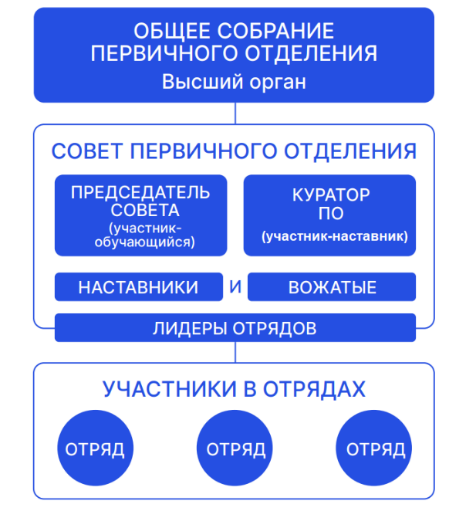 ОБЩЕЕ СОБРАНИЕ
ПЕРВИЧНОГО ОТДЕЛЕНИЯ
Высший орган
СОВЕТ ПЕРВИЧНОГО ОТДЕЛЕНИЯ
ПРЕДСЕДАТЕЛЬ
СОВЕТА
(участник-
обучающийся)
КУРАТОР
ПО
(участник-наставник)
НАСТАВНИКИ И ВОЖАТЫЕ
ЛИДЕРЫ ОТРЯДОВ
УЧАСТНИКИ В ОТРЯДАХ
ОТРЯД ОТРЯД ОТРЯД